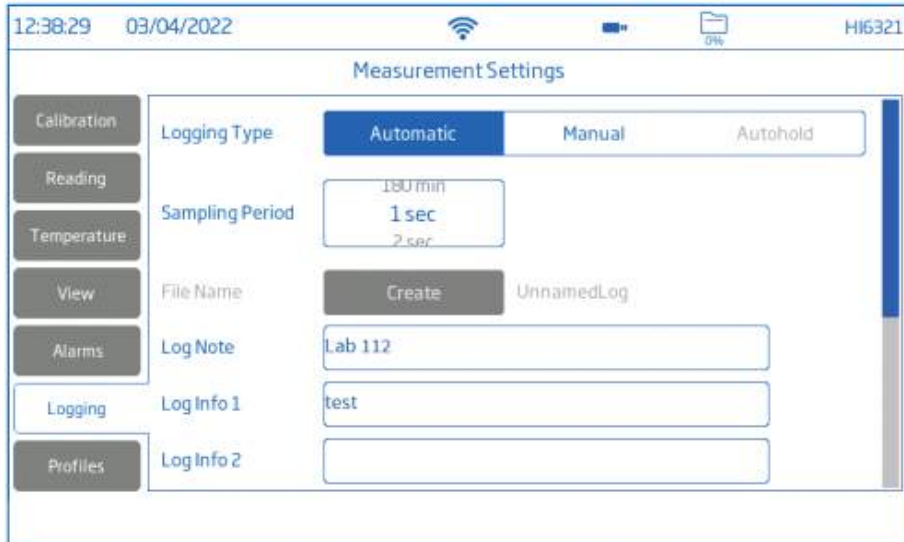 12:38:29 03/04/2022 0% HI6321
Measurement Settings
Calibration
Reading
Temperature
View
Alarms
Logging
Profiles
Logging Type Automatic Manual Autohold
180 min
Sampling Period 1 sec
2 sec
File Name Create UnnamedLog
Log Note Lab 112
Log Info 1 test
Log Info 2